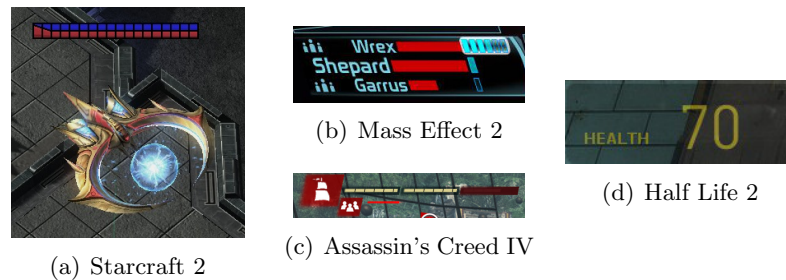 (a) Starcraft 2
Wrex
Shepard
Garrus
(b) Mass Effect 2
(c) Assassin's Creed IV
HEALTH 70
(d) Half Life 2